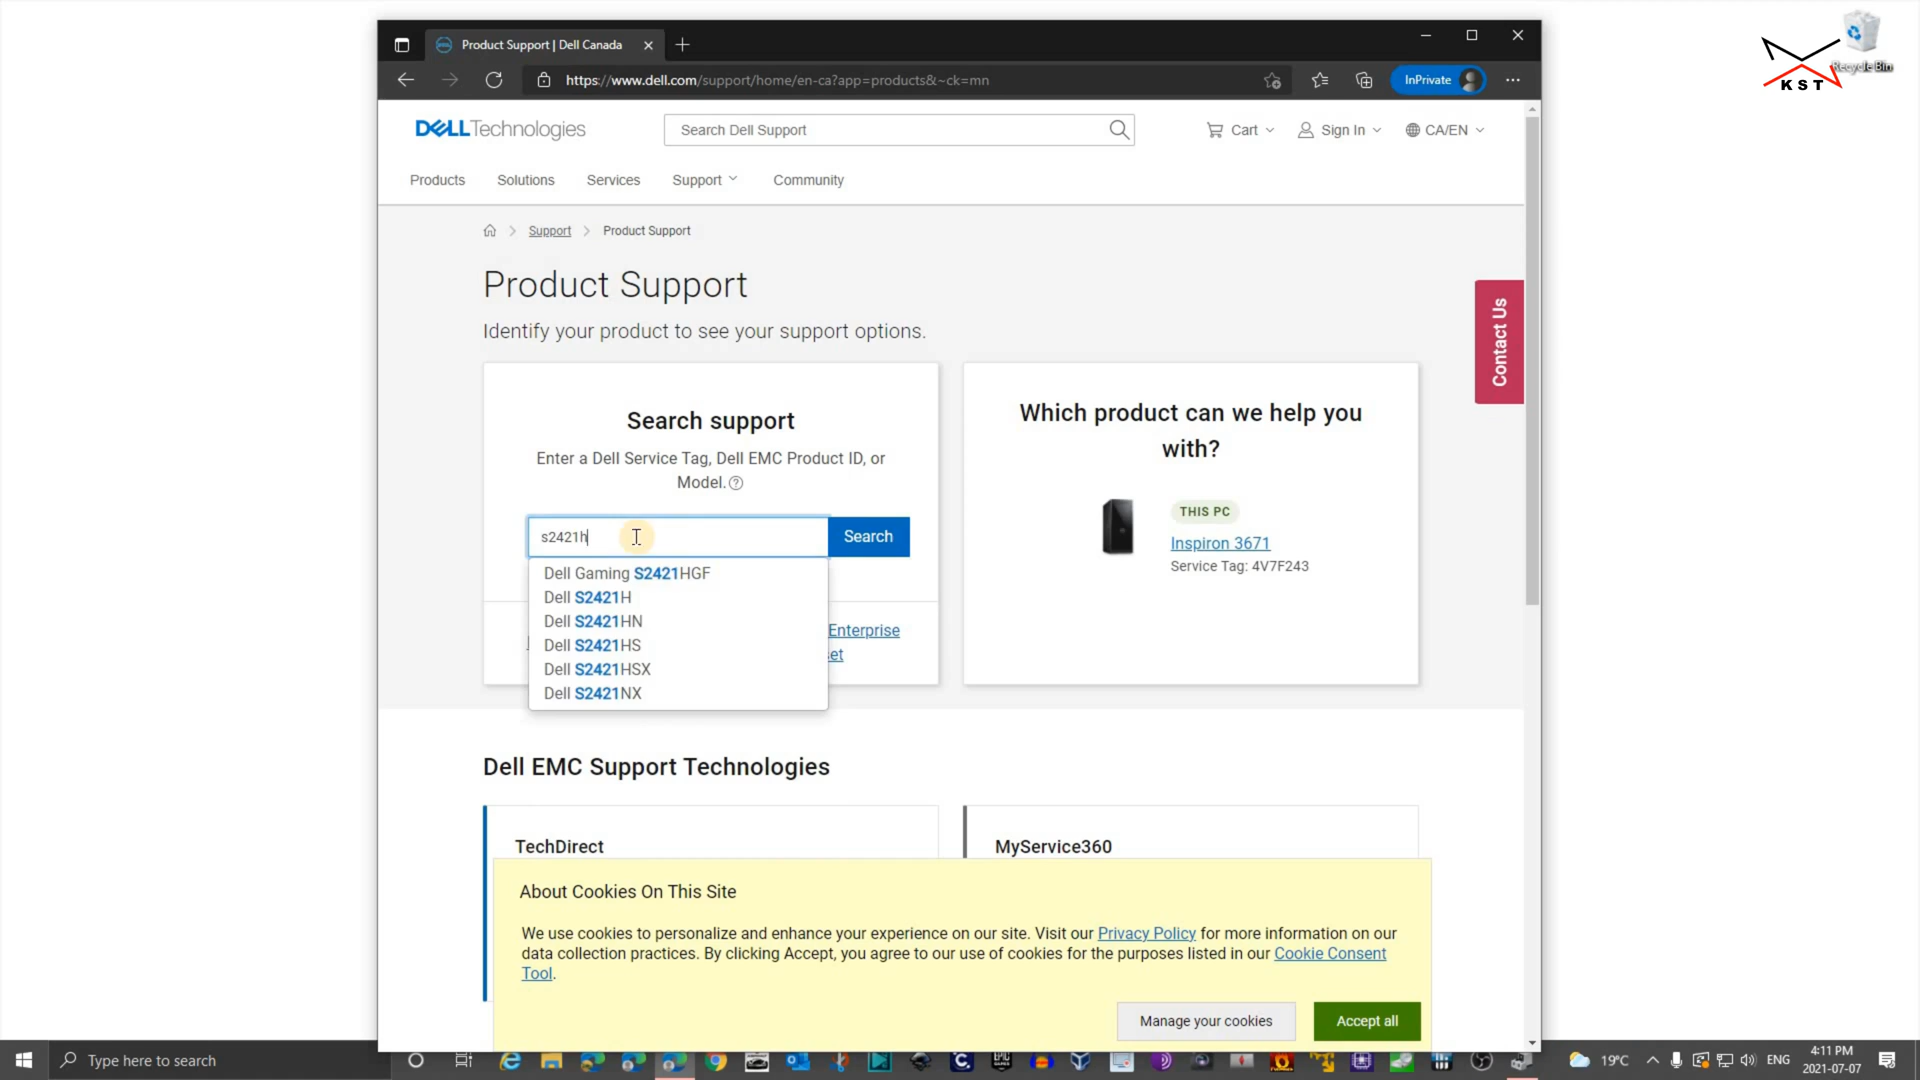 Product Support | Dell Canada
https://www.dell.com/support/home/en-ca?app=products&~ck=mn
InPrivate
KST
Recycle Bin
DELL Technologies
Search Dell Support
Cart
Sign In
CA/EN
Products
Solutions
Services
Support
Community
Support
Product Support
Product Support
Identify your product to see your support options.
Contact Us
Search support
Enter a Dell Service Tag, Dell EMC Product ID, or
Model.
s2421h
Search
Dell Gaming S2421HGF
Dell S2421H
Dell S2421HN
Dell S2421HS
Dell S2421HSX
Dell S2421NX
Enterprise
et
Which product can we help you
with?
THIS PC
Inspiron 3671
Service Tag: 4V7F243
Dell EMC Support Technologies
TechDirect
MyService360
About Cookies On This Site
We use cookies to personalize and enhance your experience on our site. Visit our Privacy Policy for more information on our
data collection practices. By clicking Accept, you agree to our use of cookies for the purposes listed in our Cookie Consent
Tool.
Manage your cookies
Accept all
Type here to search
19°C
ENG
4:11 PM
2021-07-07